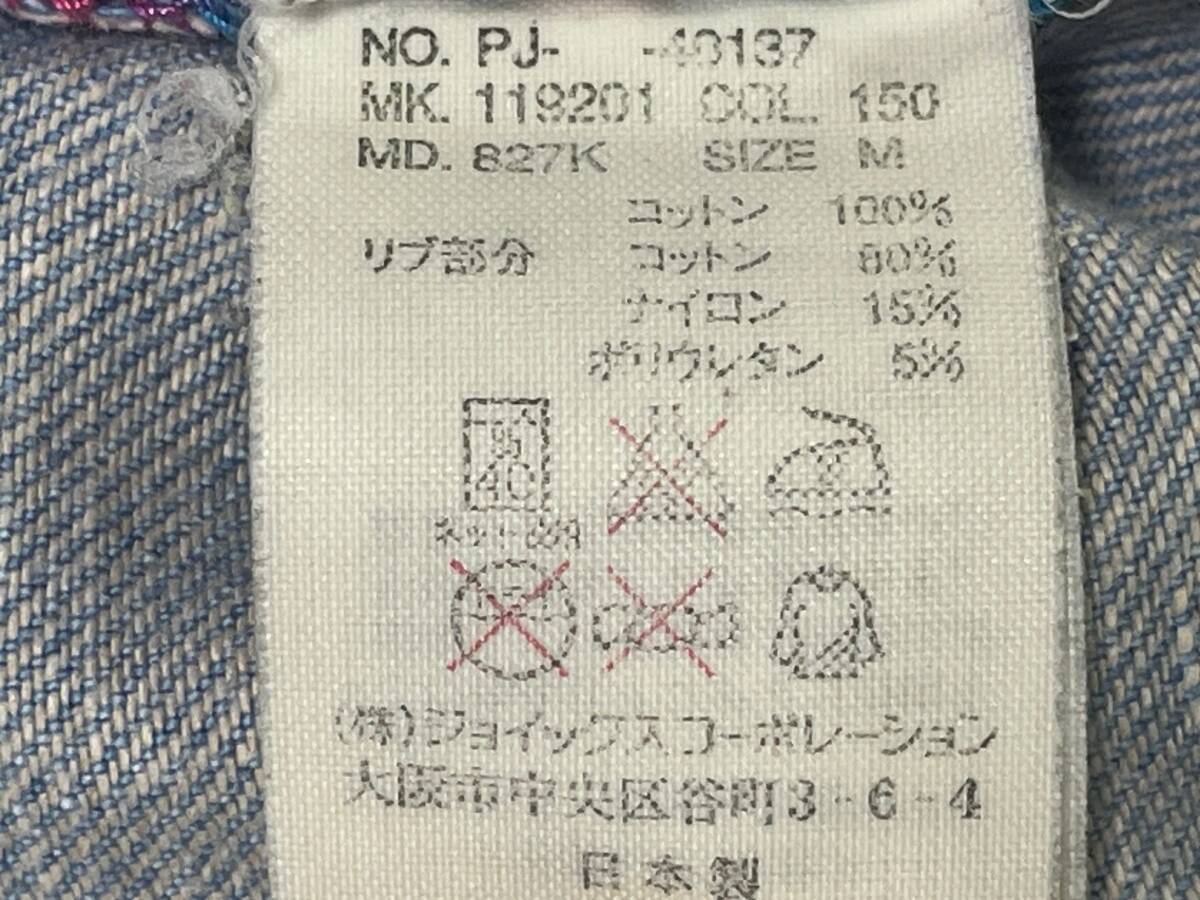 NO. PJ- -40137
MK. 119201 COL. 150
MD. 827K SIZE M
コットン 100%
リブ部分 コットン 80%
ナイロン 15%
ポリウレタン 5%
弱
40
中
ネット使用
(株)ジョイックスコーポレーション
大阪市中央区谷町3-6-4
日本製